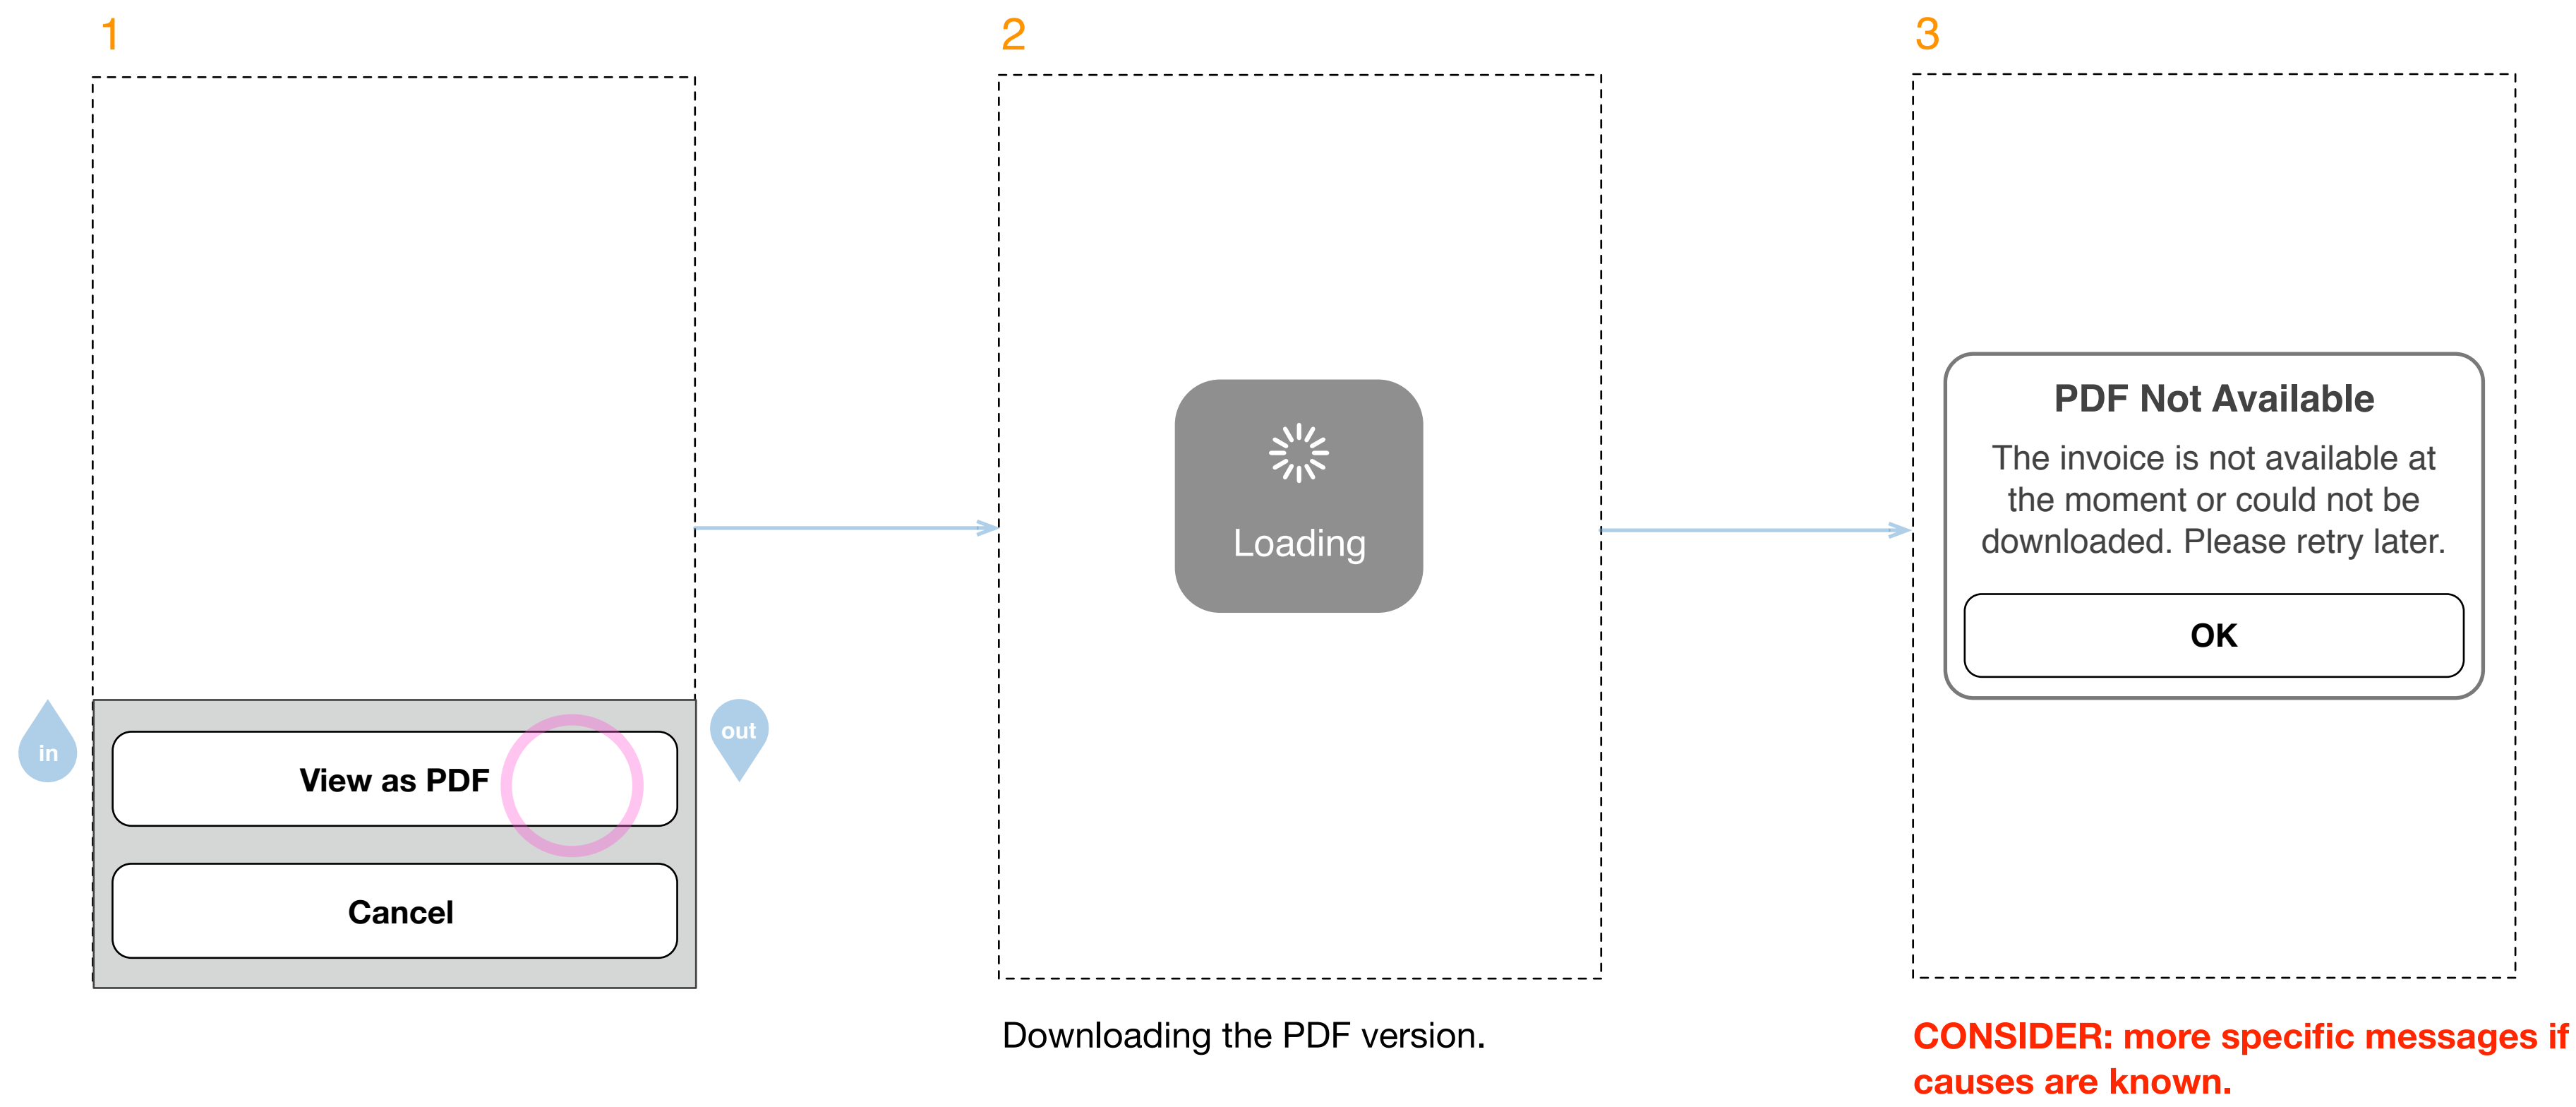 1
2
3
in
out
View as PDF
Cancel
Loading
Downloading the PDF version.
PDF Not Available
The invoice is not available at
the moment or could not be
downloaded. Please retry later.
OK
CONSIDER: more specific messages if
causes are known.